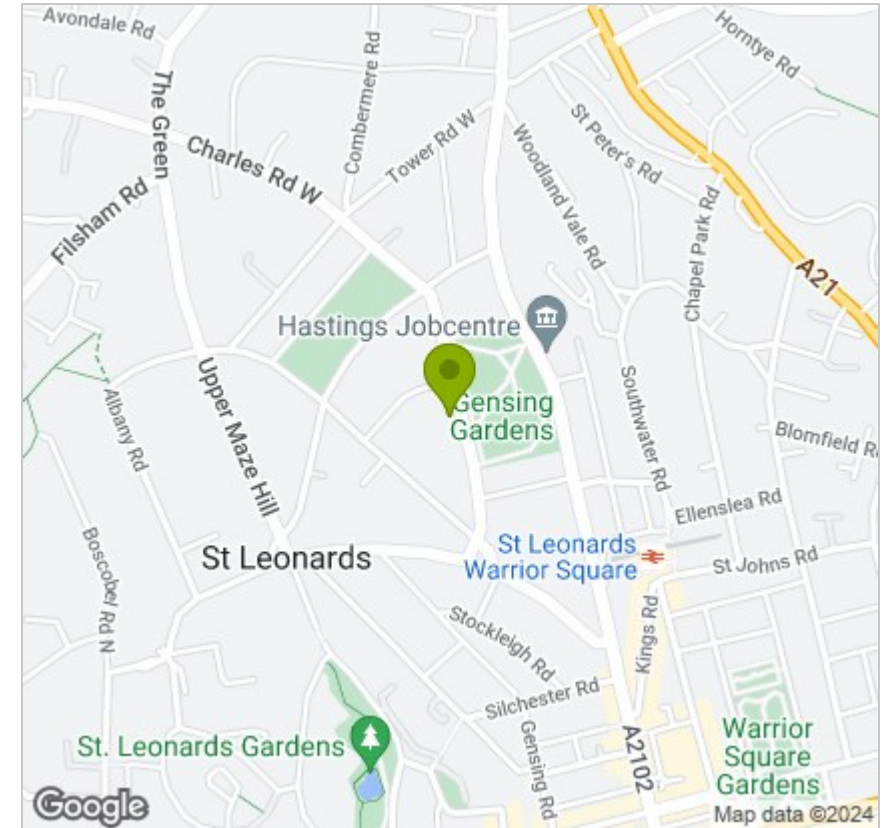 Avondale Rd
The Green
Combermere Rd
Horntye Rd
Charles Rd W
Tower Rd W
St Peter's Rd
Woodland Vale Rd
Filsham Rd
Chapel Park Rd
A21
Hastings Jobcentre
Upper Maze Hill
Albany Rd
Gensing
Gardens
Southwater Rd
Blomfield R
Ellenslea Rd
Boscobel Rd N
St Leonards
St Leonards
Warrior Square
St Johns Rd
Stockleigh Rd
Kings Rd
Silchester Rd
Gensing Rd
A2102
St. Leonards Gardens
Warrior
Square
Gardens
Google
Map data ©2024